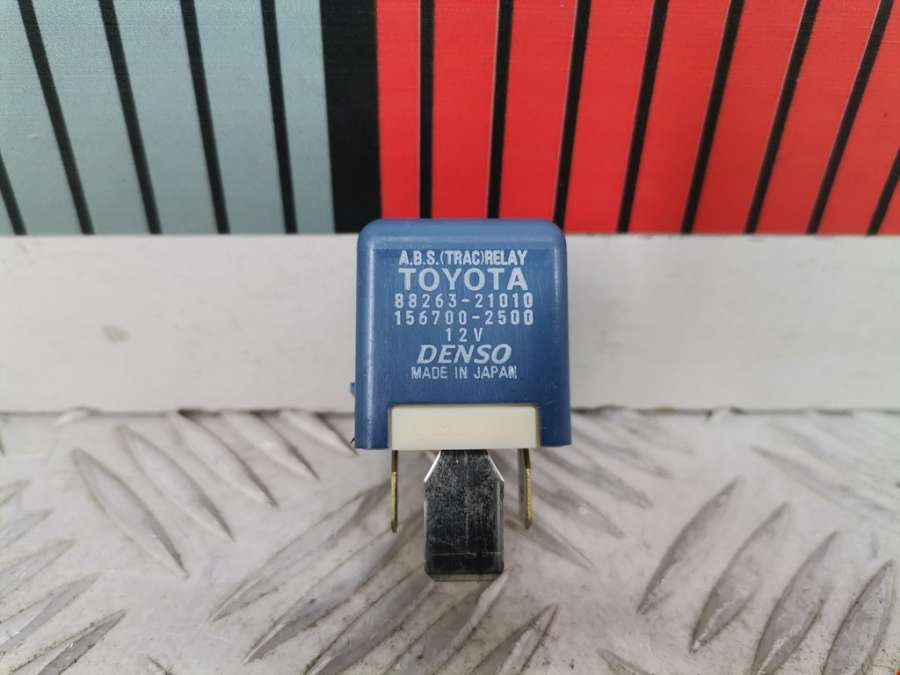 A.B.S.(TRAC)RELAY
TOYOTA
88263-21010
156700-2500
12V
DENSO
MADE IN JAPAN